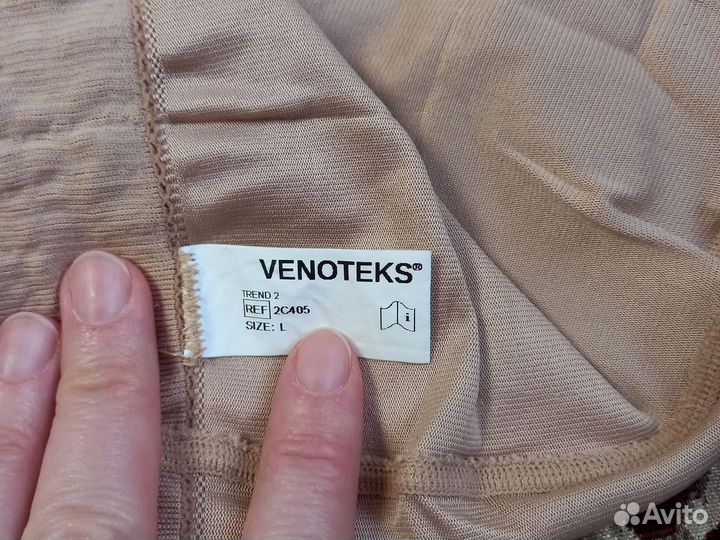 VENOTEKS®
TREND 2
REF 2C405
SIZE: L
i
Avito